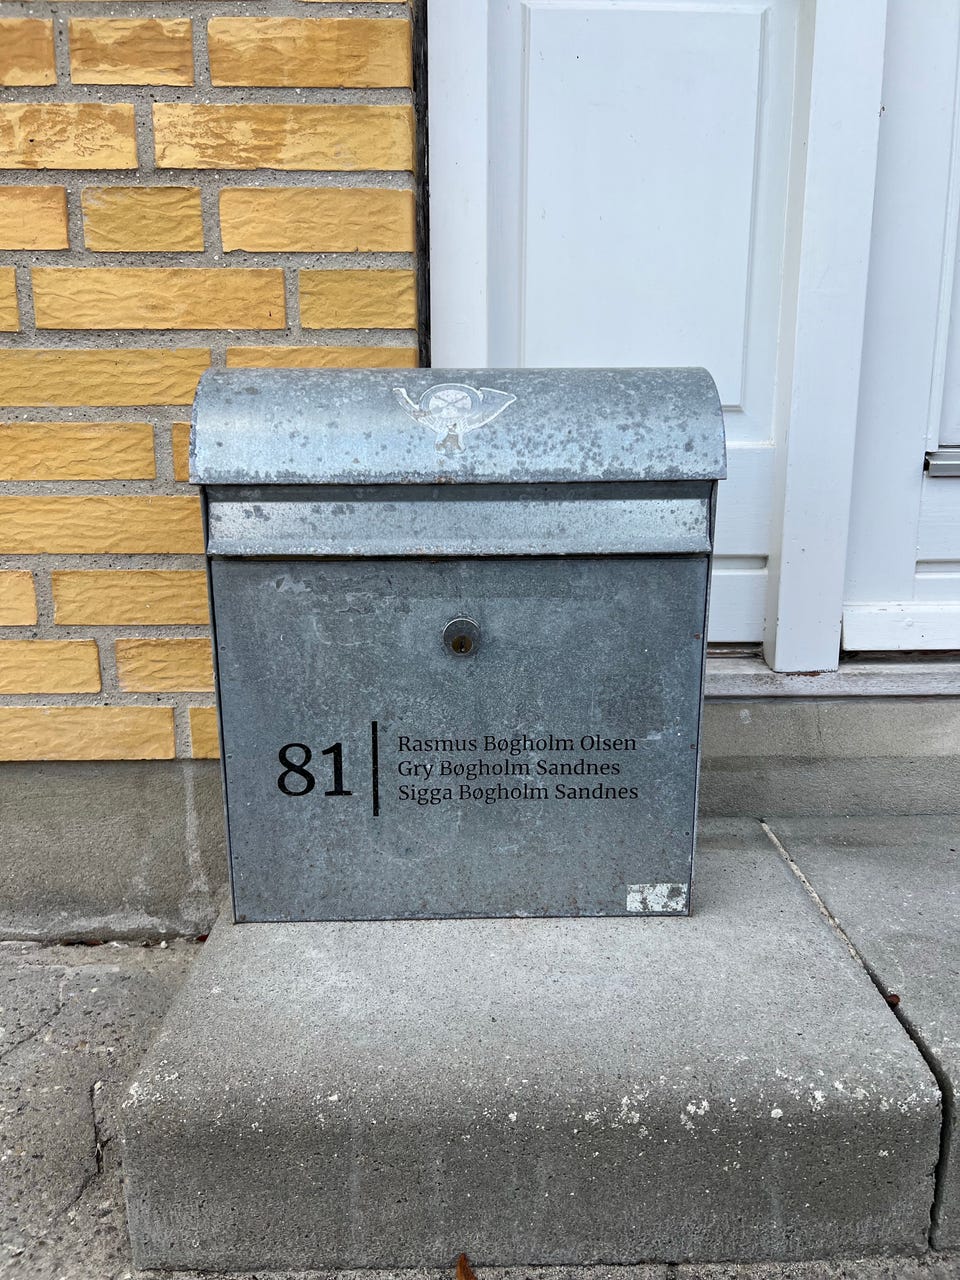 81
Rasmus Bøgholm Olsen
Gry Bøgholm Sandnes
Sigga Bøgholm Sandnes